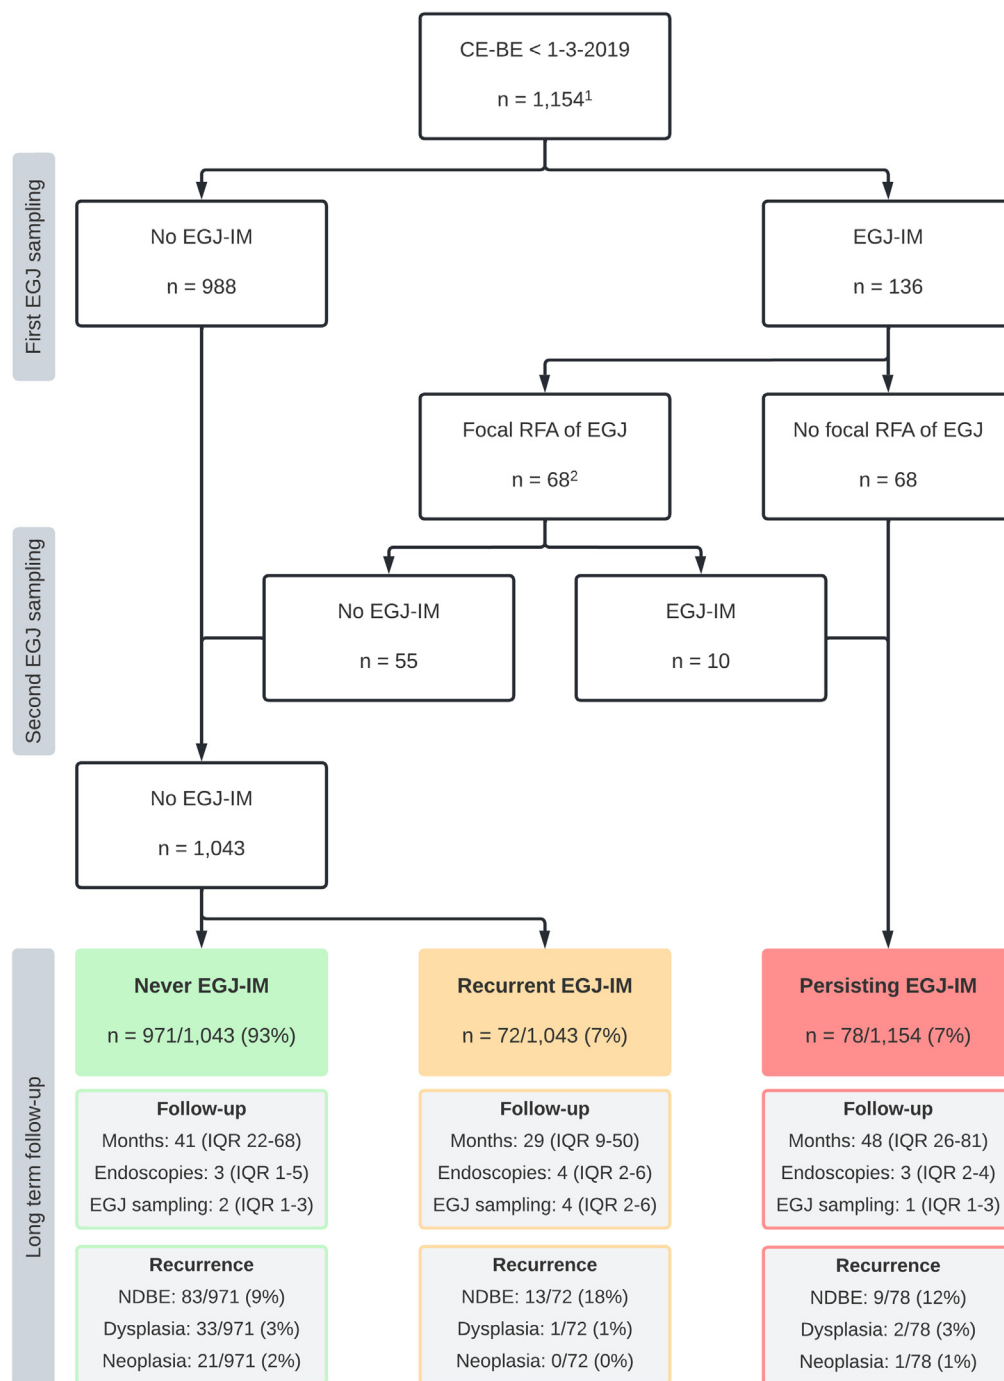 CE-BE < 1-3-2019
n = 1,154¹
First EGJ sampling
No EGJ-IM
n = 988
EGJ-IM
n = 136
Focal RFA of EGJ
n = 68²
No focal RFA of EGJ
n = 68
Second EGJ sampling
No EGJ-IM
n = 55
EGJ-IM
n = 10
No EGJ-IM
n = 1,043
Long term follow-up
Never EGJ-IM
n = 971/1,043 (93%)
Recurrent EGJ-IM
n = 72/1,043 (7%)
Persisting EGJ-IM
n = 78/1,154 (7%)
Follow-up
Months: 41 (IQR 22-68)
Endoscopies: 3 (IQR 1-5)
EGJ sampling: 2 (IQR 1-3)
Follow-up
Months: 29 (IQR 9-50)
Endoscopies: 4 (IQR 2-6)
EGJ sampling: 4 (IQR 2-6)
Follow-up
Months: 48 (IQR 26-81)
Endoscopies: 3 (IQR 2-4)
EGJ sampling: 1 (IQR 1-3)
Recurrence
NDBE: 83/971 (9%)
Dysplasia: 33/971 (3%)
Neoplasia: 21/971 (2%)
Recurrence
NDBE: 13/72 (18%)
Dysplasia: 1/72 (1%)
Neoplasia: 0/72 (0%)
Recurrence
NDBE: 9/78 (12%)
Dysplasia: 2/78 (3%)
Neoplasia: 1/78 (1%)